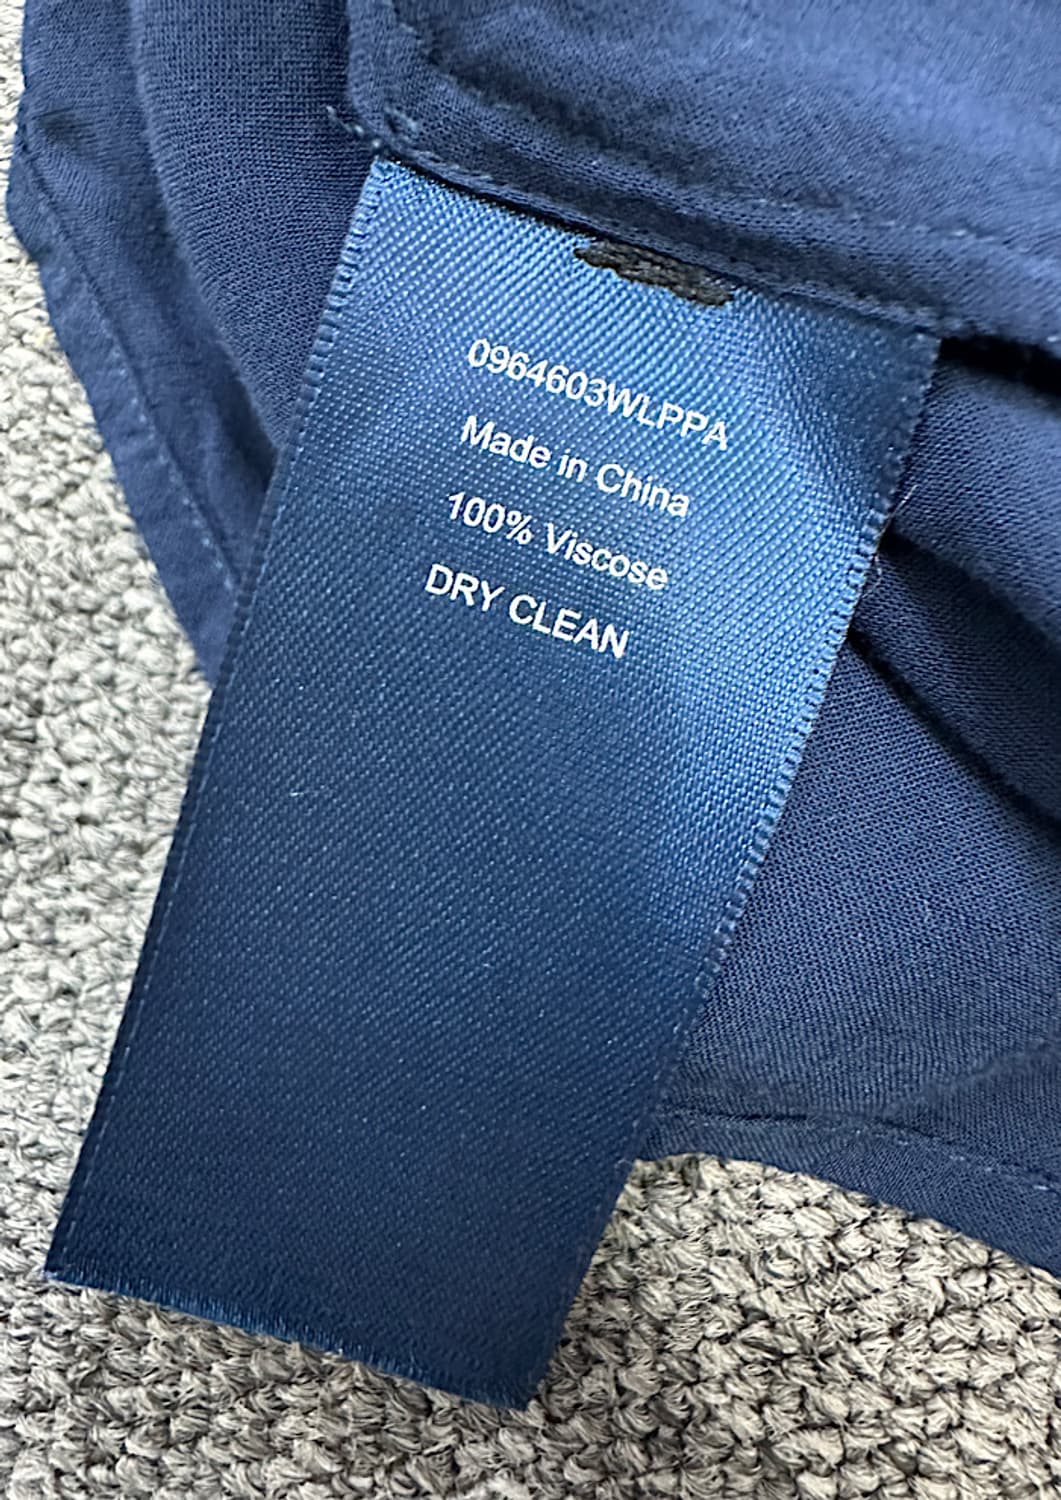 0964603WLPPA
Made in China
100% Viscose
DRY CLEAN